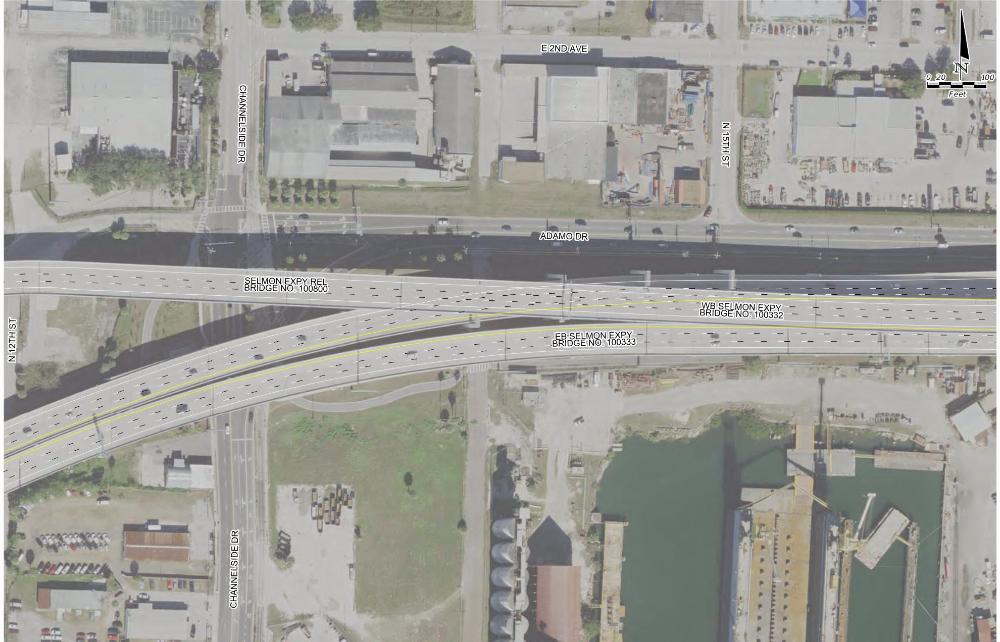 E 2ND AVE
N
0 20 100
Feet
CHANNELSIDE DR
N 15TH ST
ADAMO DR
SELMON EXPY REL
BRIDGE NO. 100800
WB SELMON EXPY
BRIDGE NO. 100332
N 12TH ST
EB SELMON EXPY
BRIDGE NO. 100333
CHANNELSIDE DR